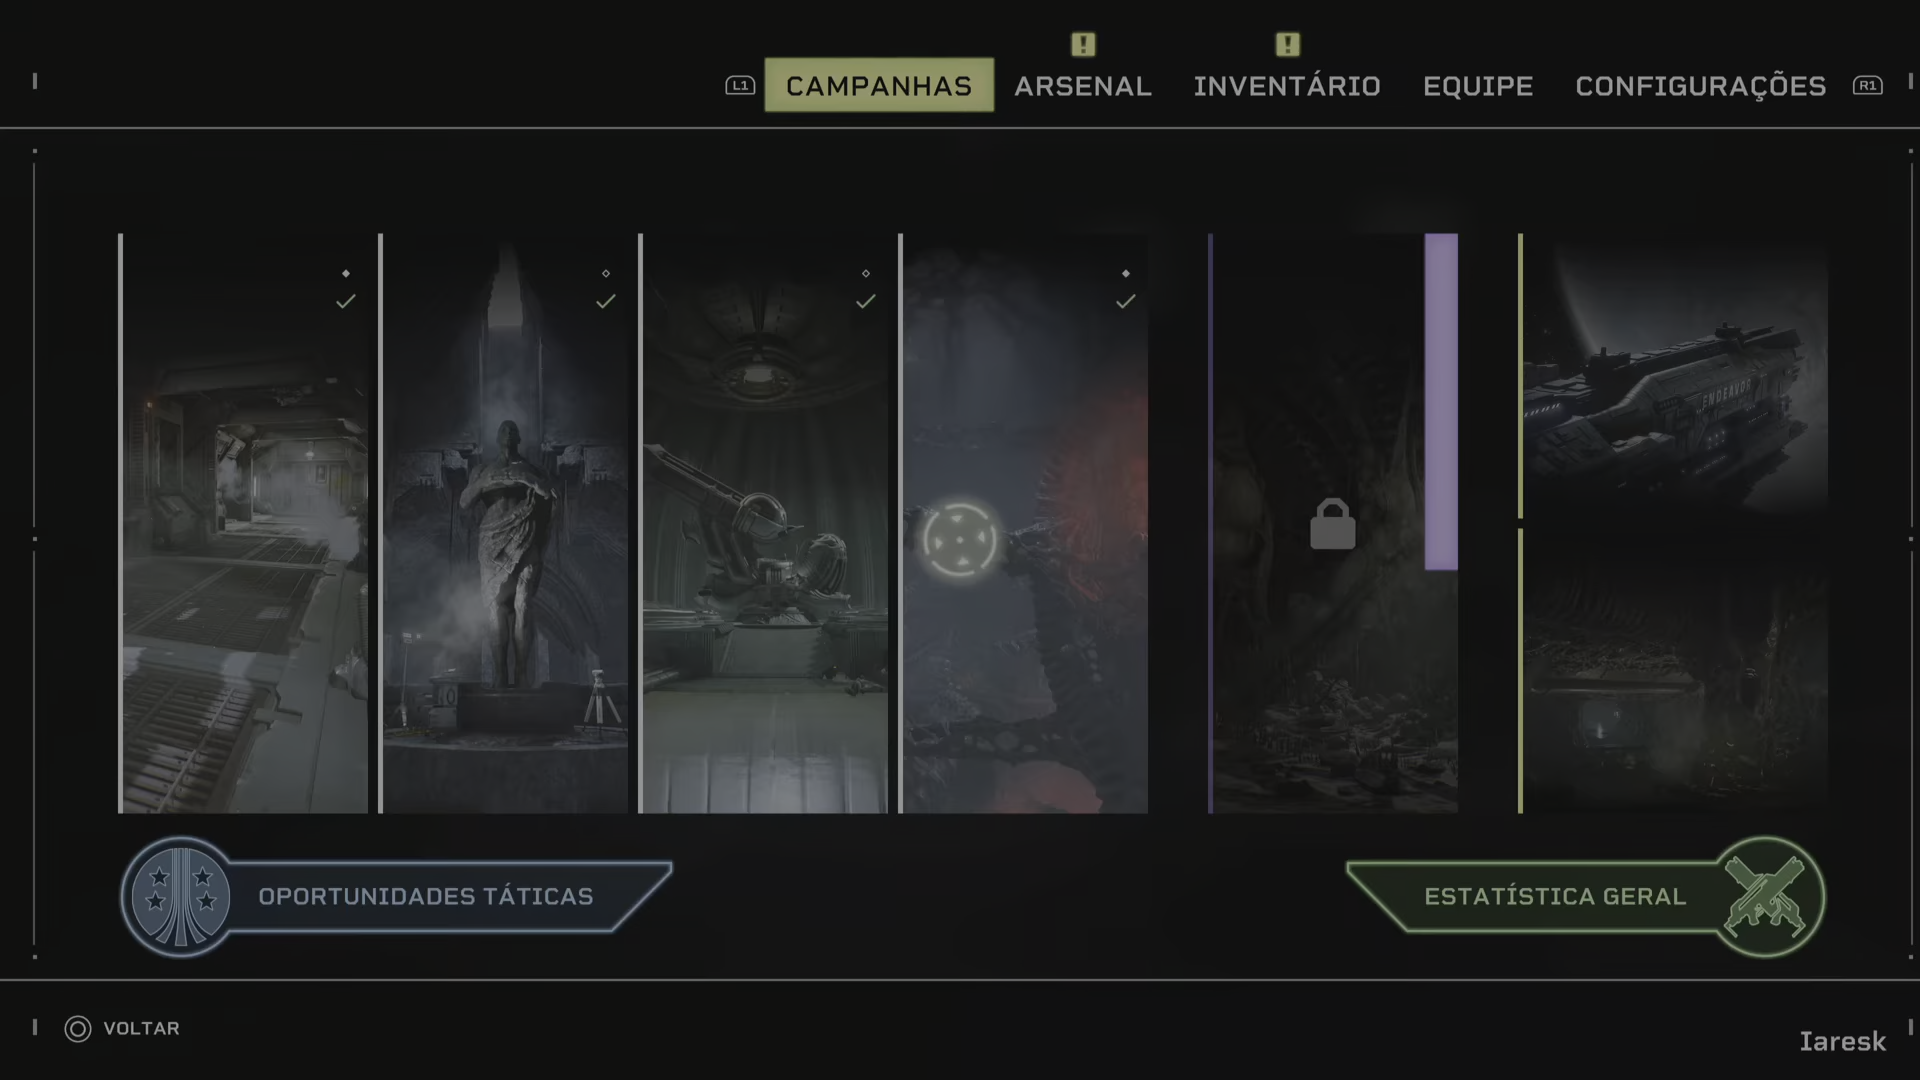 L1 CAMPANHAS ! ARSENAL ! INVENTÁRIO EQUIPE CONFIGURAÇÕES R1
ENDEAVOR
OPORTUNIDADES TÁTICAS
ESTATÍSTICA GERAL
VOLTAR
Iaresk